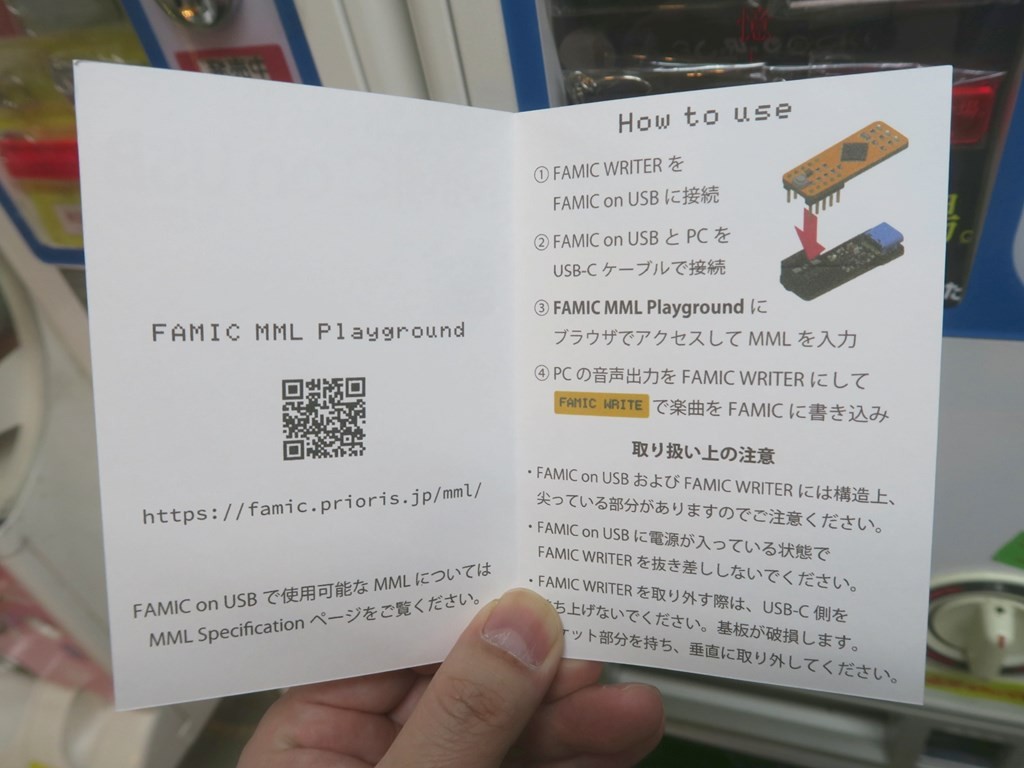 FAMIC MML Playground
https://famic.prioris.jp/mml/
FAMIC on USB で使用可能な MML については
MML Specification ページをご覧ください。
How to use
① FAMIC WRITER を
FAMIC on USB に接続
② FAMIC on USB と PC を
USB-C ケーブルで接続
③ FAMIC MML Playground に
ブラウザでアクセスして MML を入力
④ PC の音声出力を FAMIC WRITER にして
FAMIC WRITE で楽曲を FAMIC に書き込み
取り扱い上の注意
・FAMIC on USB および FAMIC WRITER には構造上、
尖っている部分がありますのでご注意ください。
・FAMIC on USB に電源が入っている状態で
FAMIC WRITER を抜き差ししないでください。
・FAMIC WRITER を取り外す際は、USB-C 側を
ち上げないでください。基板が破損します。
ケット部分を持ち、垂直に取り外してください。